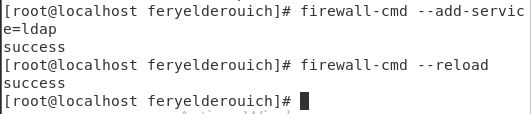 [root@localhost feryelderouich]# firewall-cmd --add-servic
e=ldap
success
[root@localhost feryelderouich]# firewall-cmd --reload
success
[root@localhost feryelderouich]#